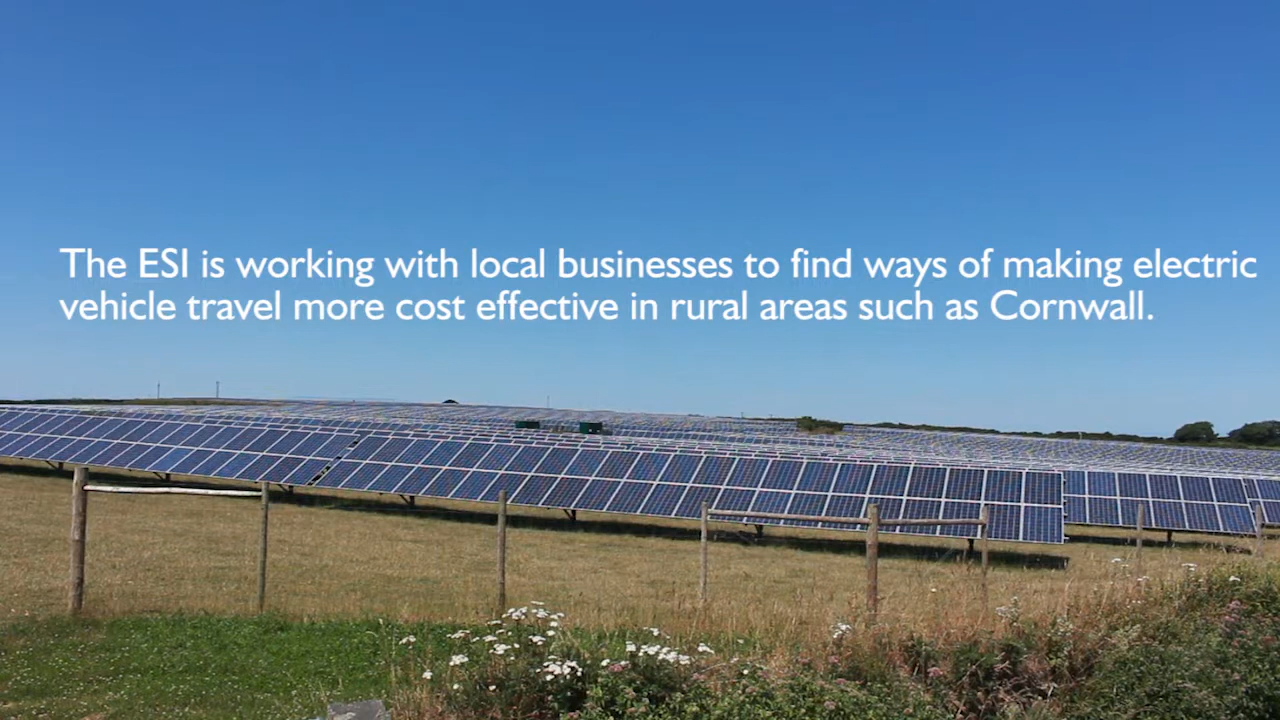 The ESI is working with local businesses to find ways of making electric
vehicle travel more cost effective in rural areas such as Cornwall.